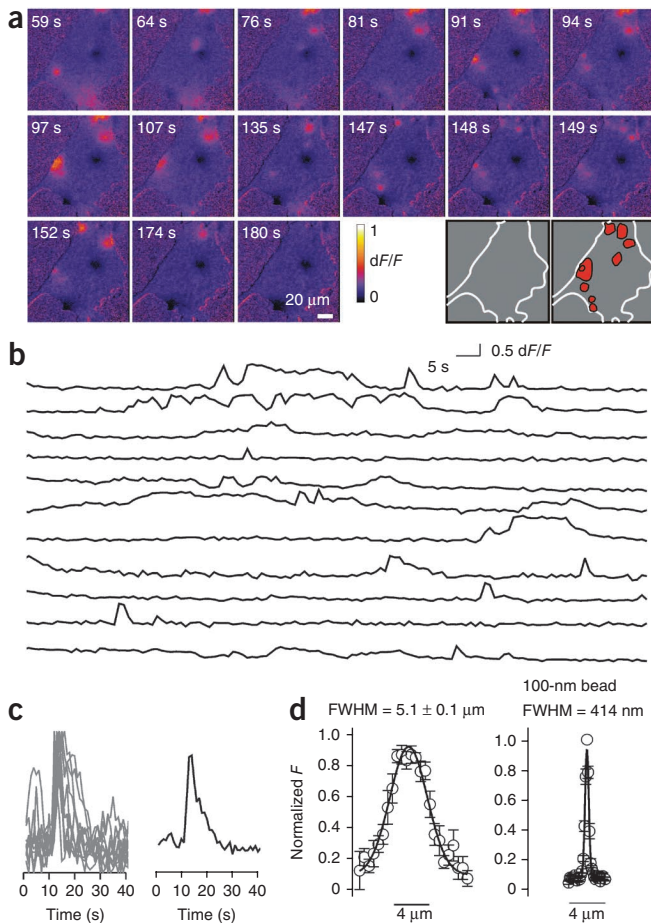 a
59 s 64 s 76 s 81 s 91 s 94 s
97 s 107 s 135 s 147 s 148 s 149 s
152 s 174 s 180 s
1
dF/F
0
20 μm
b
5 s
0.5 dF/F
c
0 10 20 30 40
Time (s)
0 10 20 30 40
Time (s)
d
FWHM = 5.1 ± 0.1 μm
Normalized F
1.0
0.8
0.6
0.4
0.2
0
4 μm
100-nm bead
FWHM = 414 nm
1.0
0.8
0.6
0.4
0.2
0
4 μm